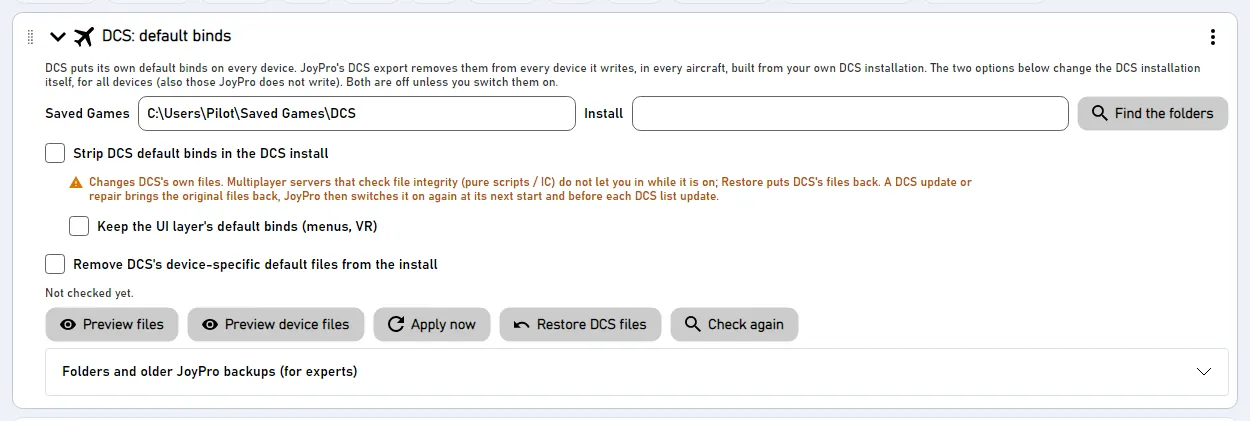 DCS: default binds
DCS puts its own default binds on every device. JoyPro's DCS export removes them from every device it writes, in every aircraft, built from your own DCS installation. The two options below change the DCS installation
itself, for all devices (also those JoyPro does not write). Both are off unless you switch them on.
Saved Games C:\Users\Pilot\Saved Games\DCS Install Find the folders
Strip DCS default binds in the DCS install
Changes DCS's own files. Multiplayer servers that check file integrity (pure scripts / IC) do not let you in while it is on; Restore puts DCS's files back. A DCS update or
repair brings the original files back, JoyPro then switches it on again at its next start and before each DCS list update.
Keep the UI layer's default binds (menus, VR)
Remove DCS's device-specific default files from the install
Not checked yet.
Preview files Preview device files Apply now Restore DCS files Check again
Folders and older JoyPro backups (for experts)